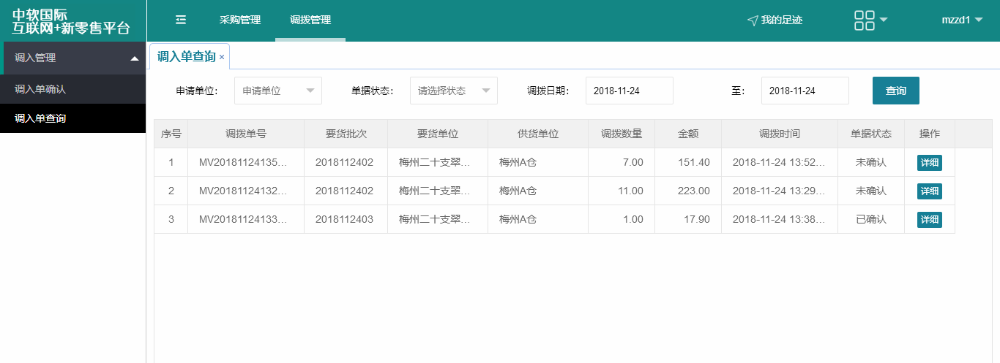 中软国际
互联网+新零售平台
采购管理 调拨管理 我的足迹 mzzd1
调入管理
调入单确认
调入单查询
调入单查询 ×
申请单位: 申请单位 单据状态: 请选择状态 调拨日期: 2018-11-24 至: 2018-11-24 查询
序号 调拨单号 要货批次 要货单位 供货单位 调拨数量 金额 调拨时间 单据状态 操作
1 MV20181124135... 2018112402 梅州二十支翠... 梅州A仓 7.00 151.40 2018-11-24 13:52... 未确认 详细
2 MV20181124132... 2018112402 梅州二十支翠... 梅州A仓 11.00 223.00 2018-11-24 13:29... 未确认 详细
3 MV20181124133... 2018112403 梅州二十支翠... 梅州A仓 1.00 17.90 2018-11-24 13:38... 已确认 详细